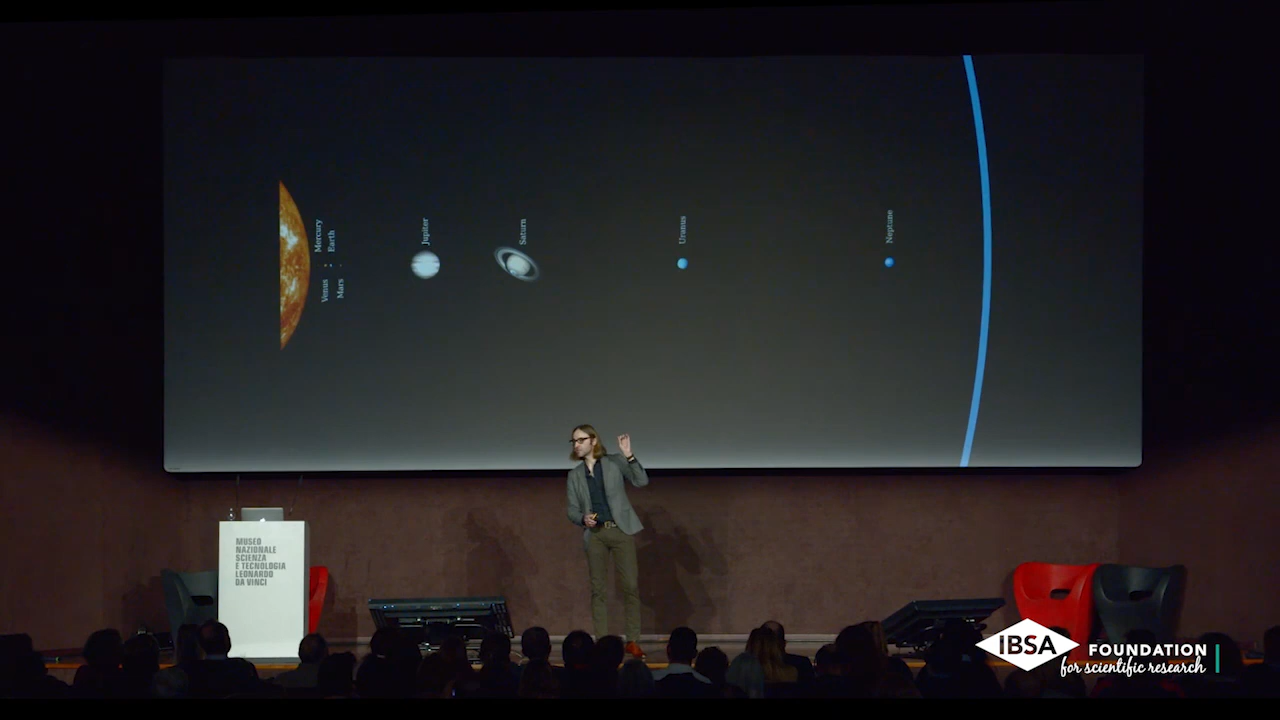 Mercury
Earth
Venus
Mars
Jupiter
Saturn
Uranus
Neptune
MUSEO
NAZIONALE
SCIENZA
E TECNOLOGIA
LEONARDO
DA VINCI
IBSA
FOUNDATION
for scientific research